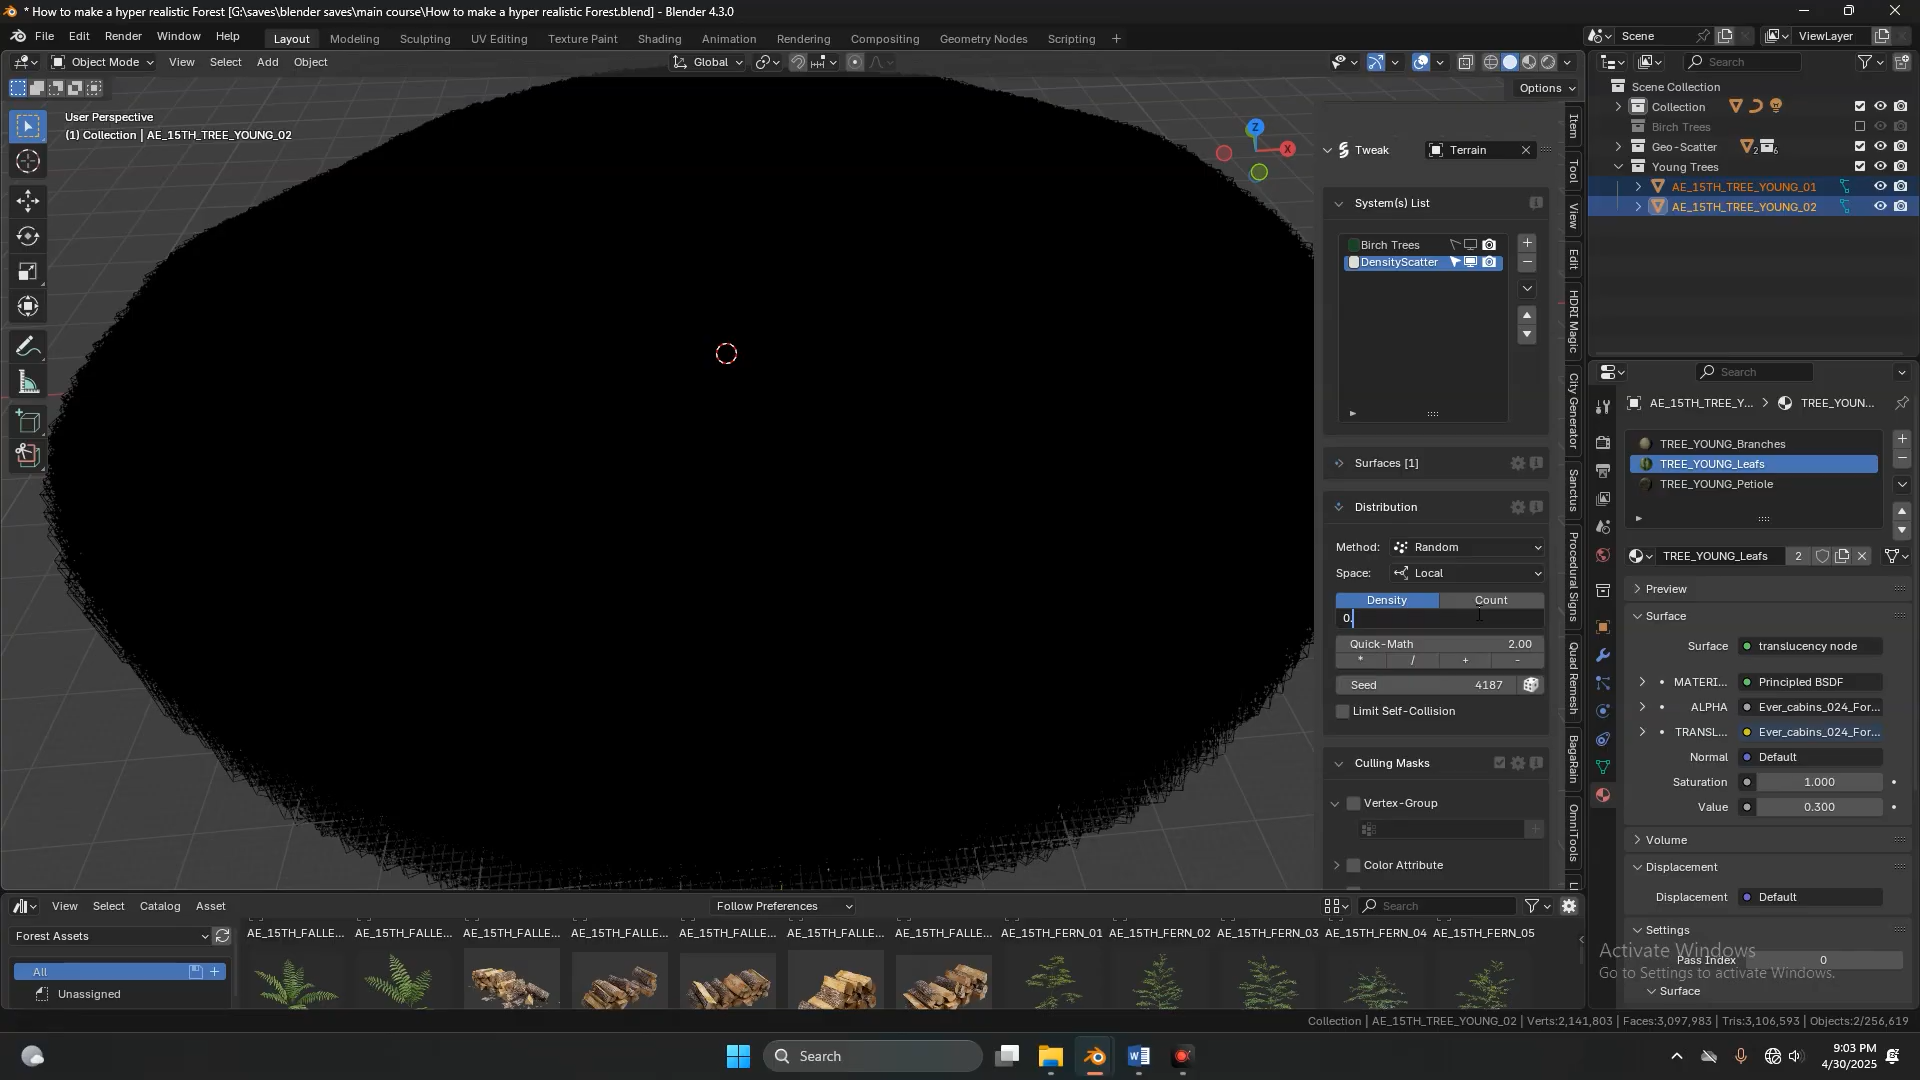 * How to make a hyper realistic Forest [G:\saves\blender saves\main course\How to make a hyper realistic Forest.blend] - Blender 4.3.0
File Edit Render Window Help
Layout Modeling Sculpting UV Editing Texture Paint Shading Animation Rendering Compositing Geometry Nodes Scripting +
Scene ViewLayer
Object Mode View Select Add Object
Global
Options
Search
User Perspective
(1) Collection | AE_15TH_TREE_YOUNG_02
Z
X
Item
Tool
View
Edit
HDRI Magic
City Generator
Sanctus
Procedural Signs
Quad Remesh
BagaRain
OmniTools
Tweak Terrain
System(s) List
Birch Trees
DensityScatter
Surfaces [1]
Distribution
Method: Random
Space: Local
Density Count
0.
Quick-Math 2.00
* / + -
Seed 4187
Limit Self-Collision
Culling Masks
Vertex-Group
Color Attribute
Scene Collection
Collection
Birch Trees
Geo-Scatter 2 6
Young Trees
AE_15TH_TREE_YOUNG_01
AE_15TH_TREE_YOUNG_02
Search
AE_15TH_TREE_Y... > TREE_YOUN...
TREE_YOUNG_Branches
TREE_YOUNG_Leafs
TREE_YOUNG_Petiole
TREE_YOUNG_Leafs 2
Preview
Surface
Surface translucency node
MATERI... Principled BSDF
ALPHA Ever_cabins_024_For...
TRANSL... Ever_cabins_024_For...
Normal Default
Saturation 1.000
Value 0.300
Volume
Displacement
Displacement Default
Settings
Pass Index 0
Surface
Activate Windows
Go to Settings to activate Windows.
View Select Catalog Asset
Follow Preferences
Search
Forest Assets
All
Unassigned
AE_15TH_FALLE... AE_15TH_FALLE... AE_15TH_FALLE... AE_15TH_FALLE... AE_15TH_FALLE... AE_15TH_FALLE... AE_15TH_FALLE... AE_15TH_FERN_01 AE_15TH_FERN_02 AE_15TH_FERN_03 AE_15TH_FERN_04 AE_15TH_FERN_05
Collection | AE_15TH_TREE_YOUNG_02 | Verts:2,141,803 | Faces:3,097,983 | Tris:3,106,593 | Objects:2/256,619
Search
9:03 PM
4/30/2025